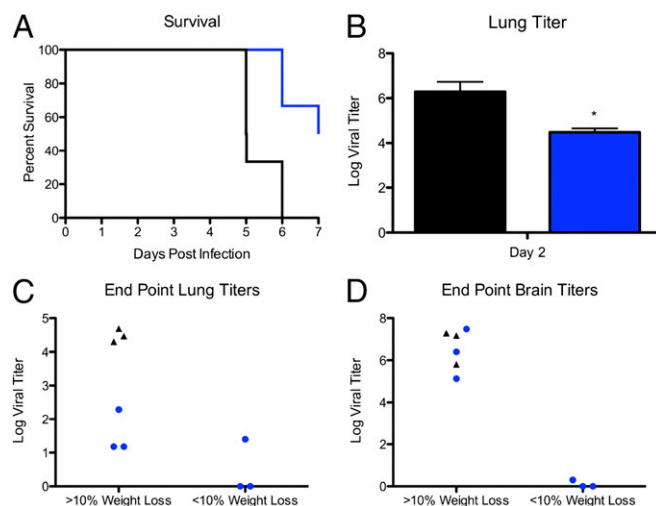 A
Survival
100
80
60
40
20
0
Percent Survival
0 1 2 3 4 5 6 7
Days Post Infection
B
Lung Titer
8
6
4
2
0
Log Viral Titer
*
Day 2
C
End Point Lung Titers
5
4
3
2
1
0
Log Viral Titer
>10% Weight Loss <10% Weight Loss
D
End Point Brain Titers
8
6
4
2
0
Log Viral Titer
>10% Weight Loss <10% Weight Loss